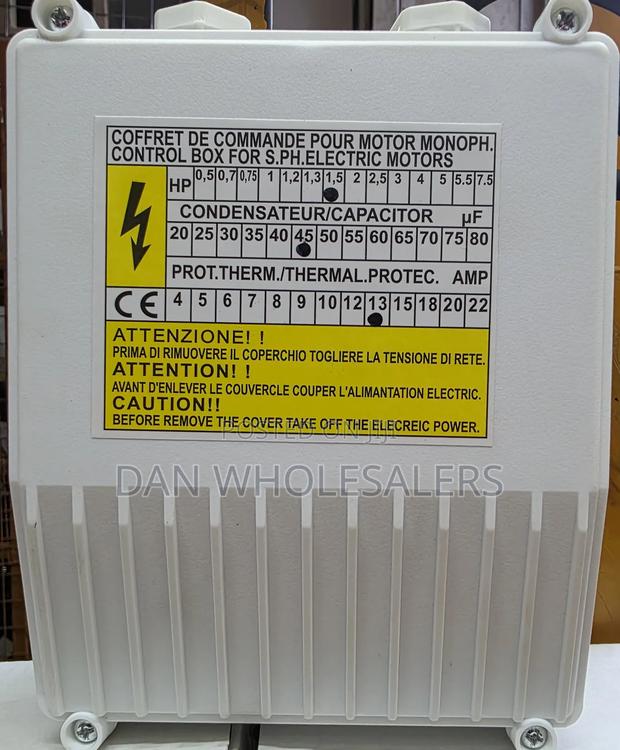 COFFRET DE COMMANDE POUR MOTOR MONOPH.
CONTROL BOX FOR S.PH.ELECTRIC MOTORS
HP 0,5 0,7 0,75 1 1,2 1,3 1,5 2 2,5 3 4 5 5.5 7.5
CONDENSATEUR/CAPACITOR µF
20 25 30 35 40 45 50 55 60 65 70 75 80
PROT.THERM./THERMAL.PROTEC. AMP
CE 4 5 6 7 8 9 10 12 13 15 18 20 22
ATTENZIONE! !
PRIMA DI RIMUOVERE IL COPERCHIO TOGLIERE LA TENSIONE DI RETE.
ATTENTION! !
AVANT D'ENLEVER LE COUVERCLE COUPER L'ALIMANTATION ELECTRIC.
CAUTION!!
BEFORE REMOVE THE COVER TAKE OFF THE ELECREIC POWER.
POSTED ON JIJI
DAN WHOLESALERS